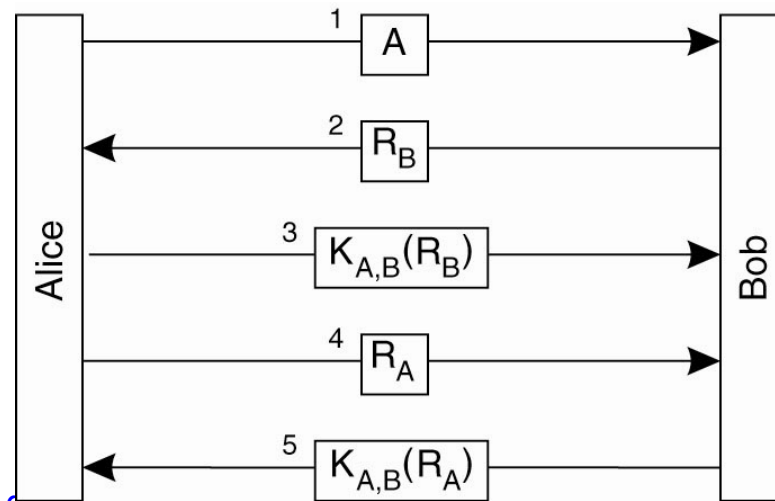 Alice
1 A
2 R_B
3 K_A,B(R_B)
4 R_A
5 K_A,B(R_A)
Bob